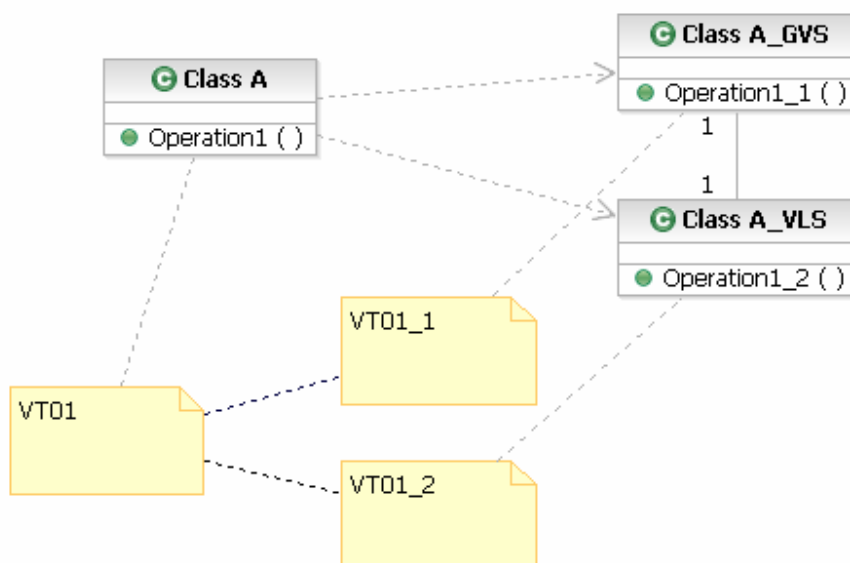 Class A
Operation1 ( )
Class A_GVS
Operation1_1 ( )
1
1
Class A_VLS
Operation1_2 ( )
VT01_1
VT01
VT01_2